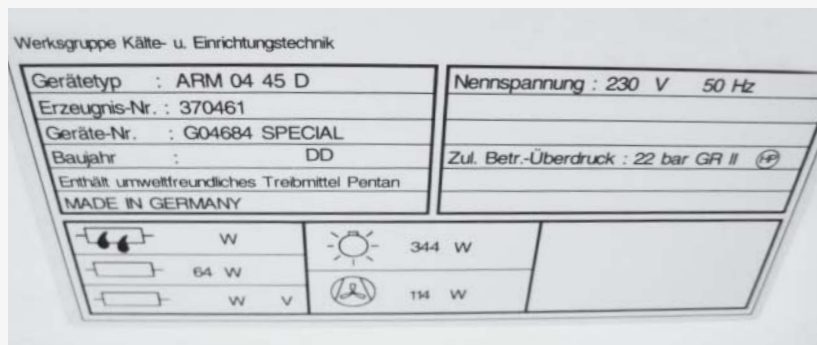 Werksgruppe Kälte- u. Einrichtungstechnik
Gerätetyp : ARM 04 45 D
Erzeugnis-Nr. : 370461
Geräte-Nr. : G04684 SPECIAL
Baujahr : DD
Enthält umweltfreundliches Treibmittel Pentan
MADE IN GERMANY
Nennspannung : 230 V 50 Hz
Zul. Betr.-Überdruck : 22 bar GR II HP
W
64 W
W V
344 W
114 W